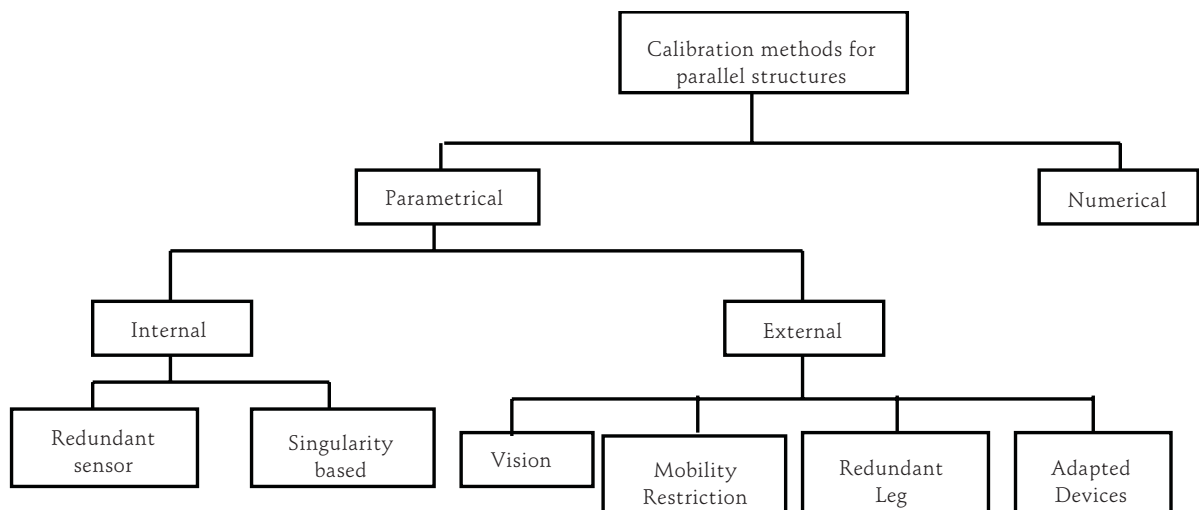 Calibration methods for
parallel structures
Parametrical
Numerical
Internal
External
Redundant
sensor
Singularity
based
Vision
Mobility
Restriction
Redundant
Leg
Adapted
Devices